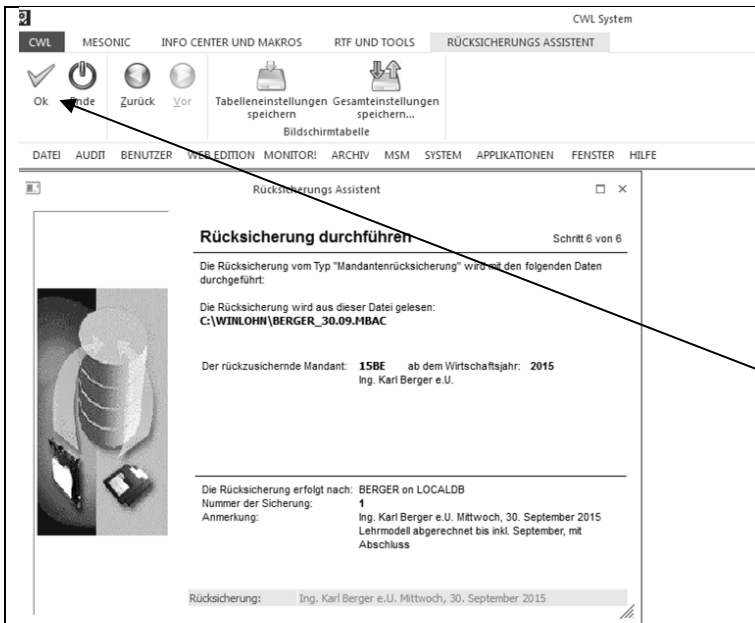 CWL System
CWL MESONIC INFO CENTER UND MAKROS RTF UND TOOLS RÜCKSICHERUNGS ASSISTENT
Ok Ende Zurück Vor Tabelleneinstellungen speichern Gesamteinstellungen speichern...
Bildschirmtabelle
DATEI AUDIT BENUTZER WEB EDITION MONITOR! ARCHIV MSM SYSTEM APPLIKATIONEN FENSTER HILFE
Rücksicherungs Assistent
Rücksicherung durchführen Schritt 6 von 6
Die Rücksicherung vom Typ "Mandantenrücksicherung" wird mit den folgenden Daten
durchgeführt:
Die Rücksicherung wird aus dieser Datei gelesen:
C:\WINLOHN\BERGER_30.09.MBAC
Der rückzusichernde Mandant: 15BE ab dem Wirtschaftsjahr: 2015
Ing. Karl Berger e.U.
Die Rücksicherung erfolgt nach: BERGER on LOCALDB
Nummer der Sicherung: 1
Anmerkung: Ing. Karl Berger e.U. Mittwoch, 30. September 2015
Lehrmodell abgerechnet bis inkl. September, mit
Abschluss
Rücksicherung: Ing. Karl Berger e.U. Mittwoch, 30. September 2015